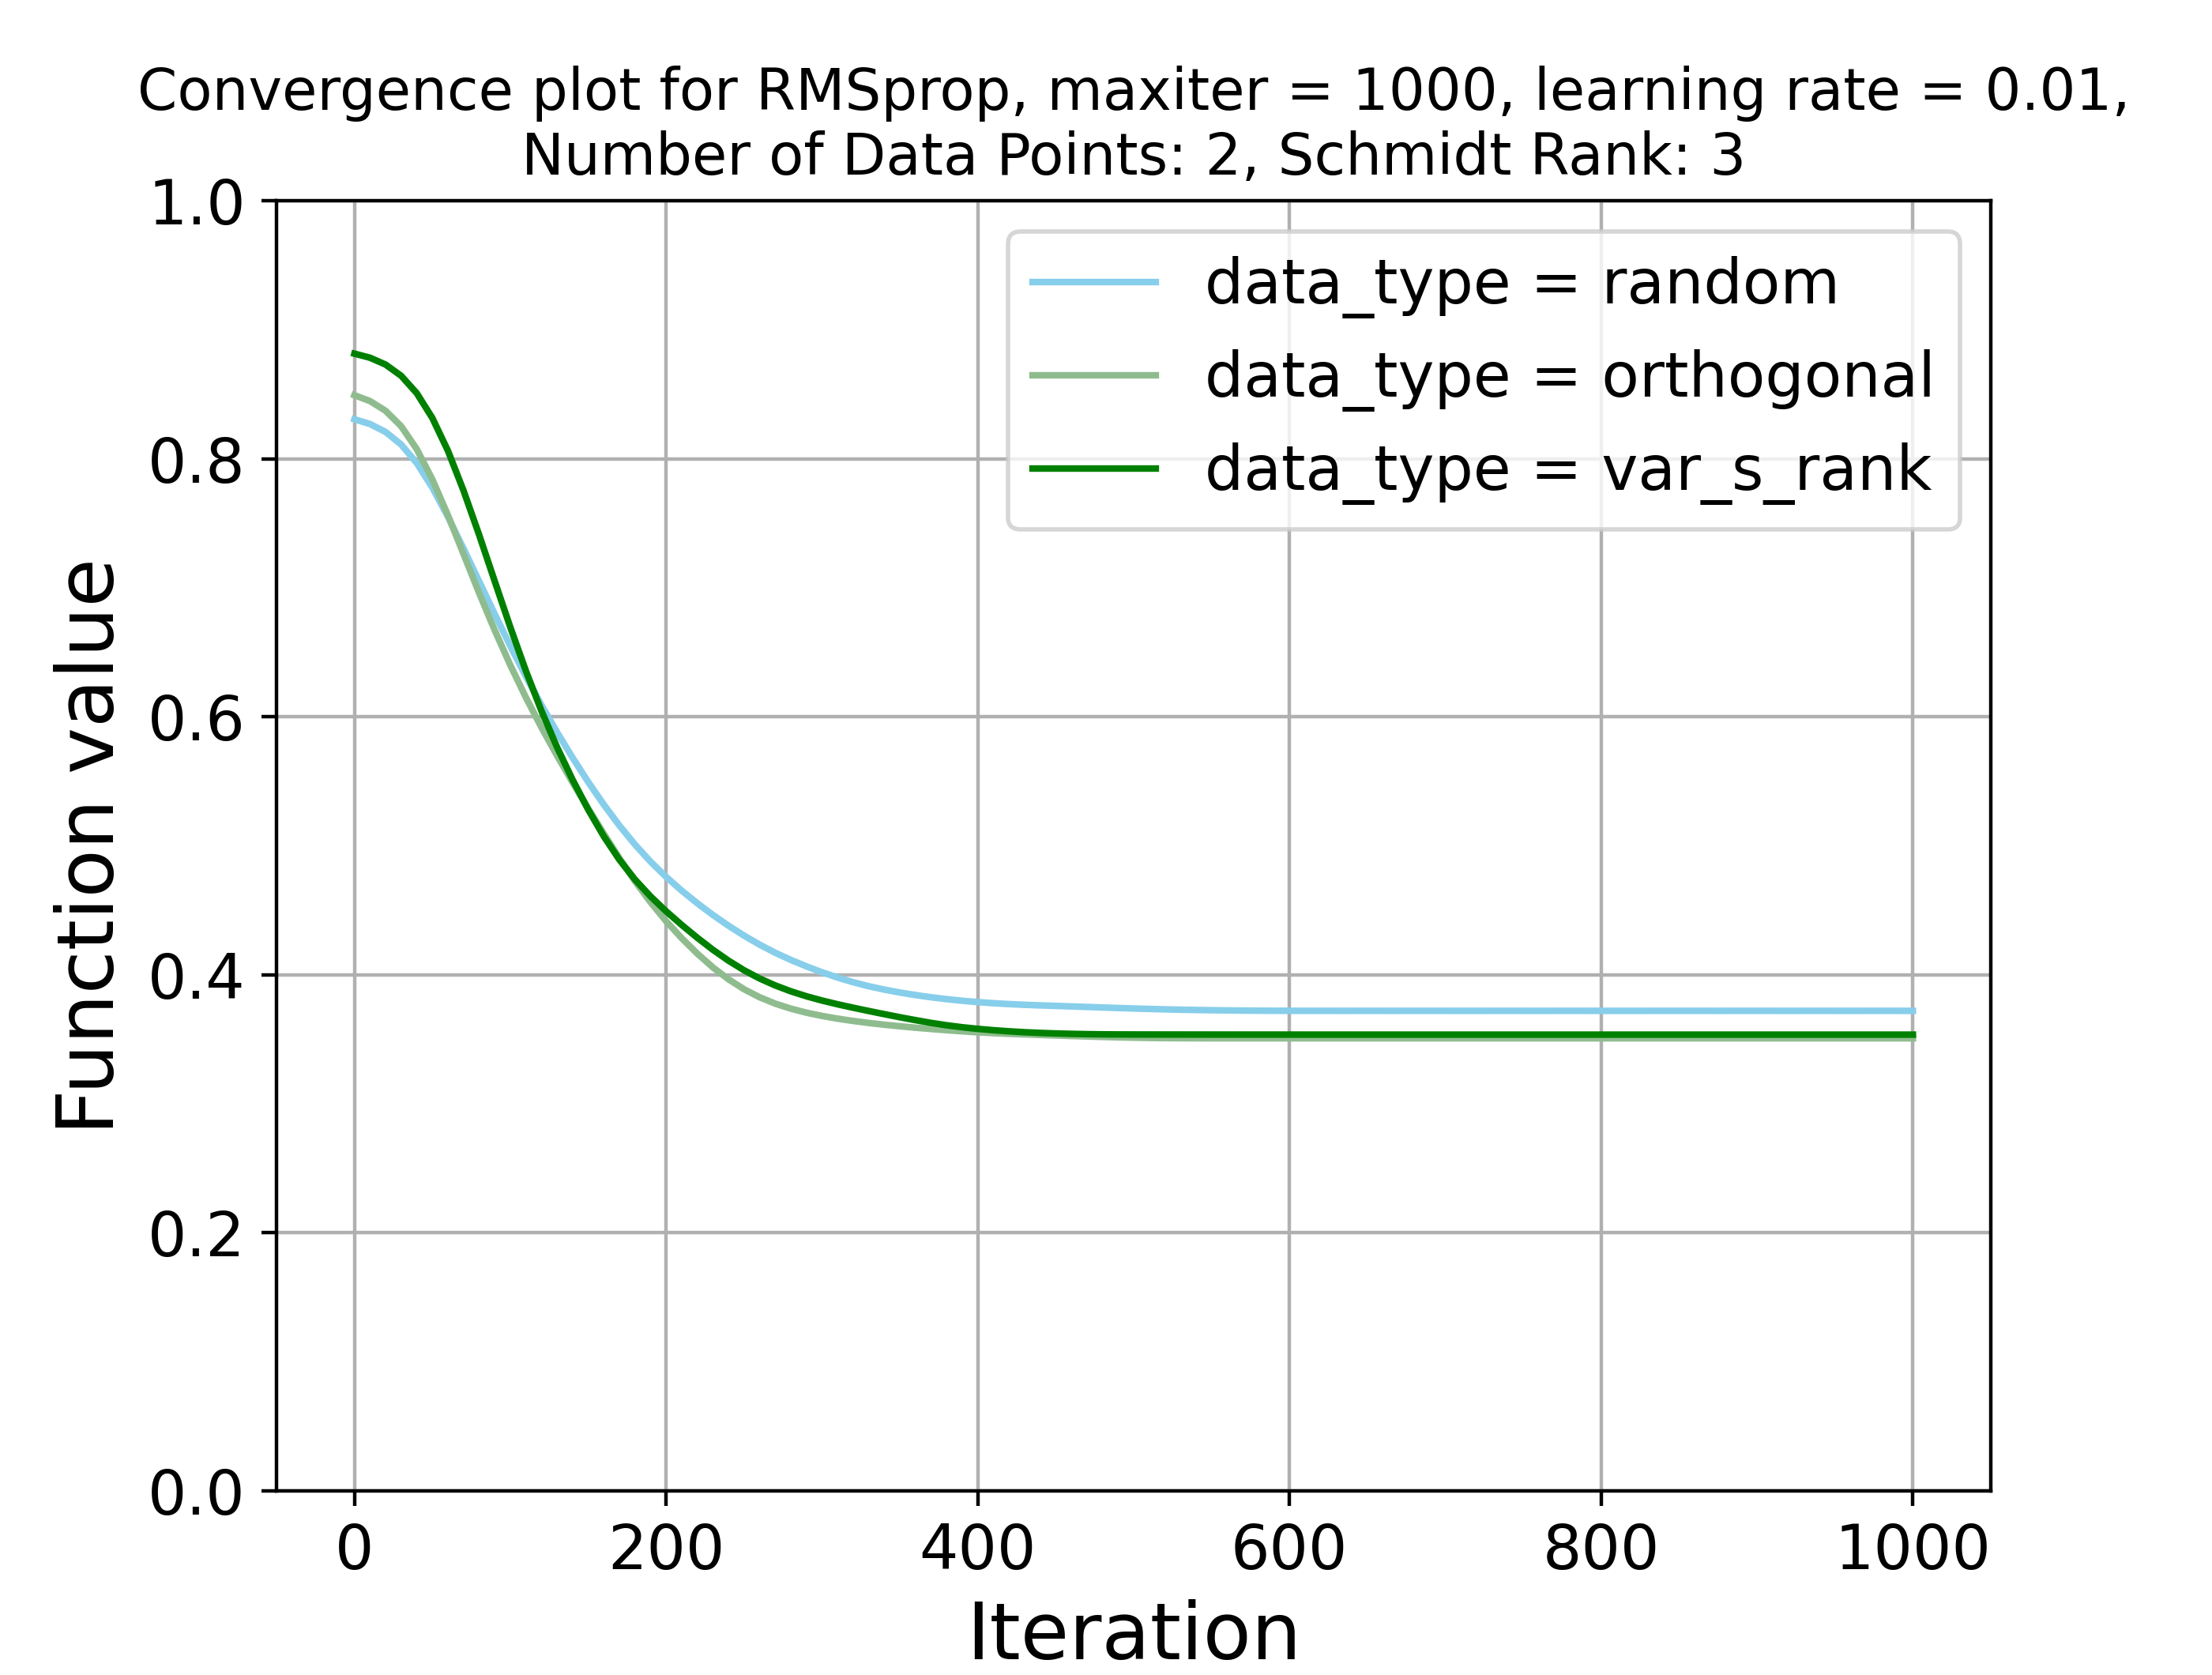 Convergence plot for RMSprop, maxiter = 1000, learning rate = 0.01,
Number of Data Points: 2, Schmidt Rank: 3
data_type = random
data_type = orthogonal
data_type = var_s_rank
Function value
1.0
0.8
0.6
0.4
0.2
0.0
0 200 400 600 800 1000
Iteration